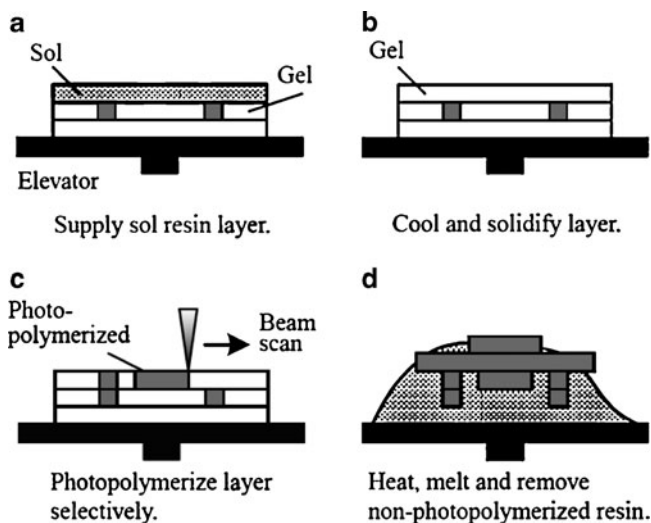 a
Sol
Gel
Elevator
Supply sol resin layer.
b
Gel
Cool and solidify layer.
c
Photo-
polymerized
Beam
scan
Photopolymerize layer
selectively.
d
Heat, melt and remove
non-photopolymerized resin.